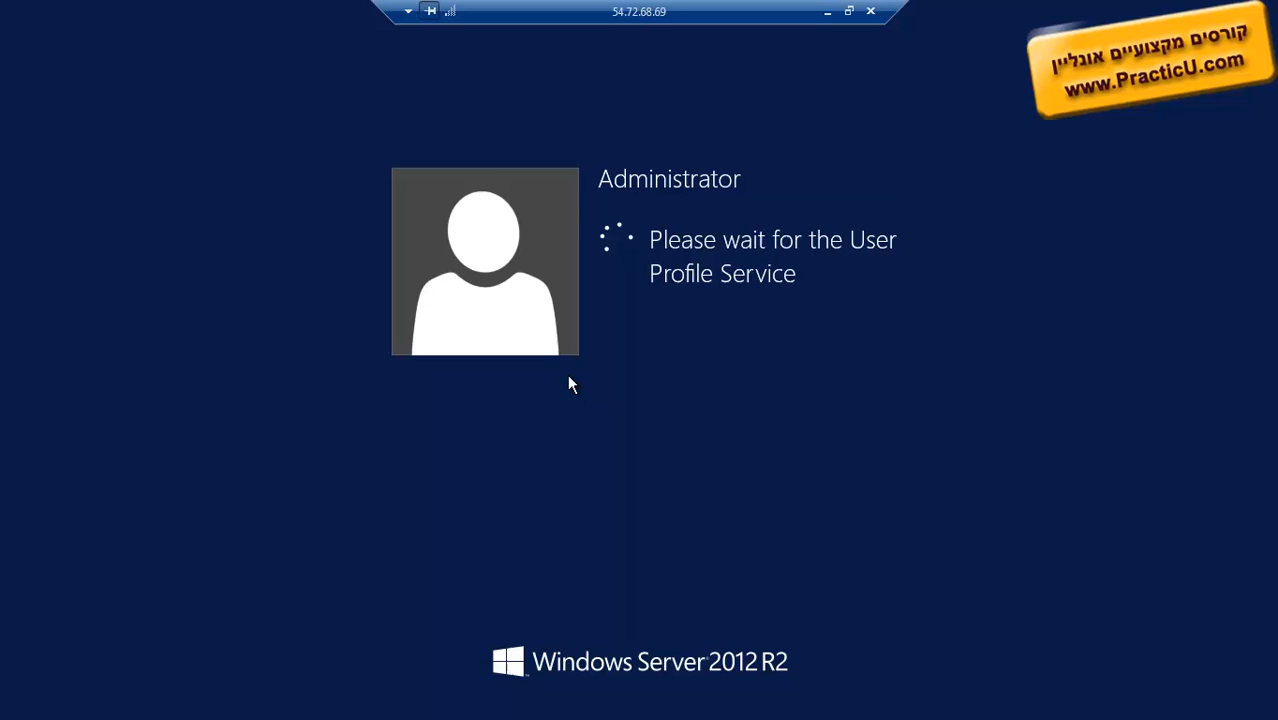 54.72.68.69
קורסים מקצועיים אונליין
www.PracticU.com
Administrator
Please wait for the User
Profile Service
Windows Server 2012 R2